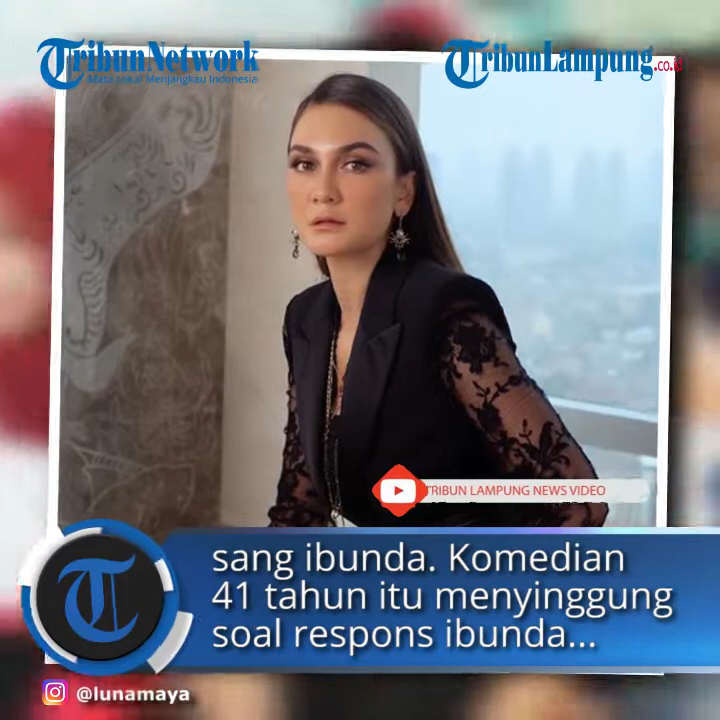 TribunNetwork
Mata Lokal Menjangkau Indonesia
TribunLampung.co.id
TRIBUN LAMPUNG NEWS VIDEO
sang ibunda. Komedian
41 tahun itu menyinggung
soal respons ibunda...
@lunamaya